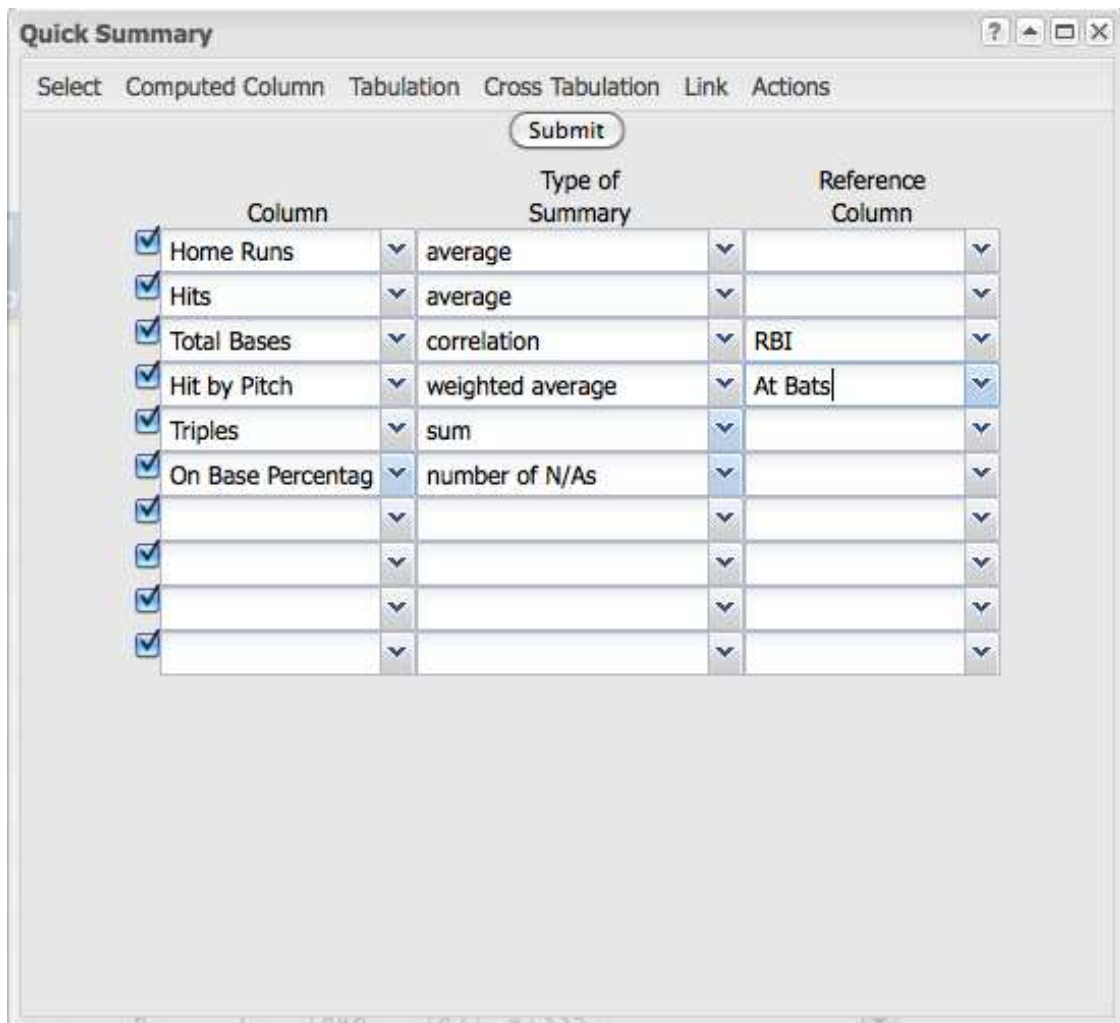 Quick Summary ?
Select Computed Column Tabulation Cross Tabulation Link Actions
Submit
Column Type of Summary Reference Column
Home Runs average
Hits average
Total Bases correlation RBI
Hit by Pitch weighted average At Bats
Triples sum
On Base Percentag number of N/As